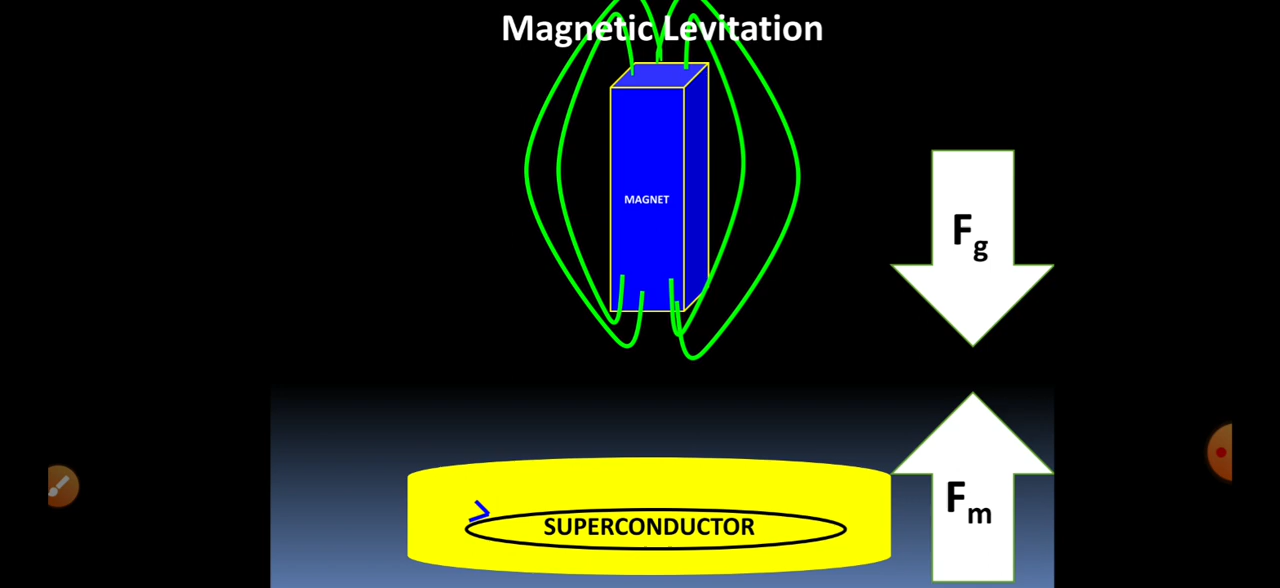 Magnetic Levitation
MAGNET
Fg
SUPERCONDUCTOR
Fm